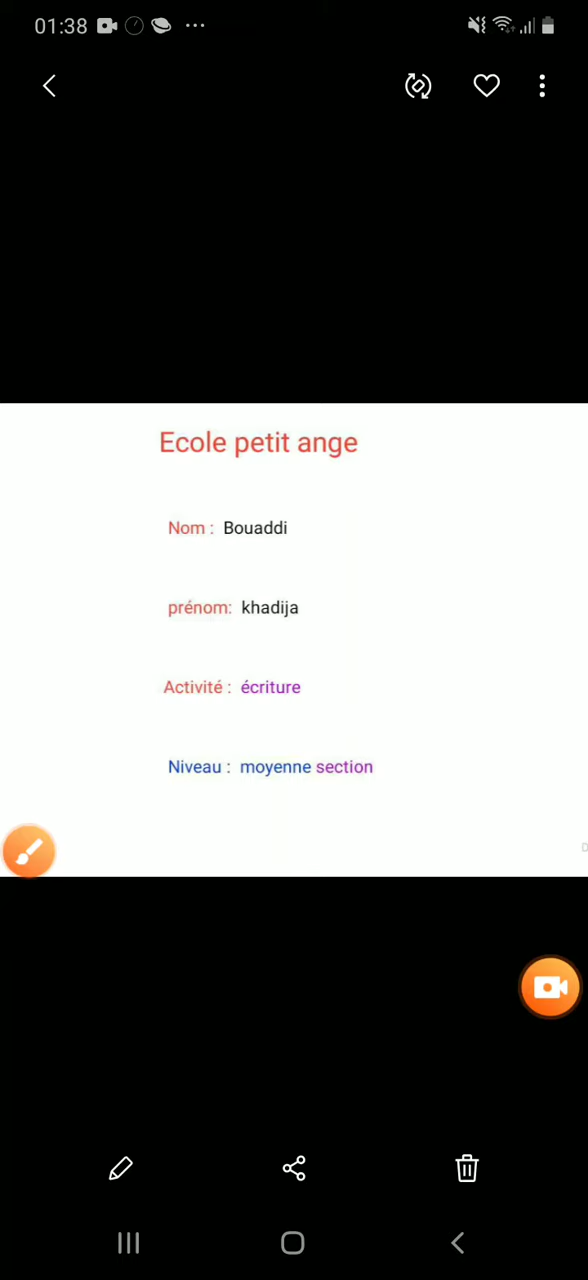 01:38
Ecole petit ange
Nom : Bouaddi
prénom: khadija
Activité : écriture
Niveau : moyenne section
D